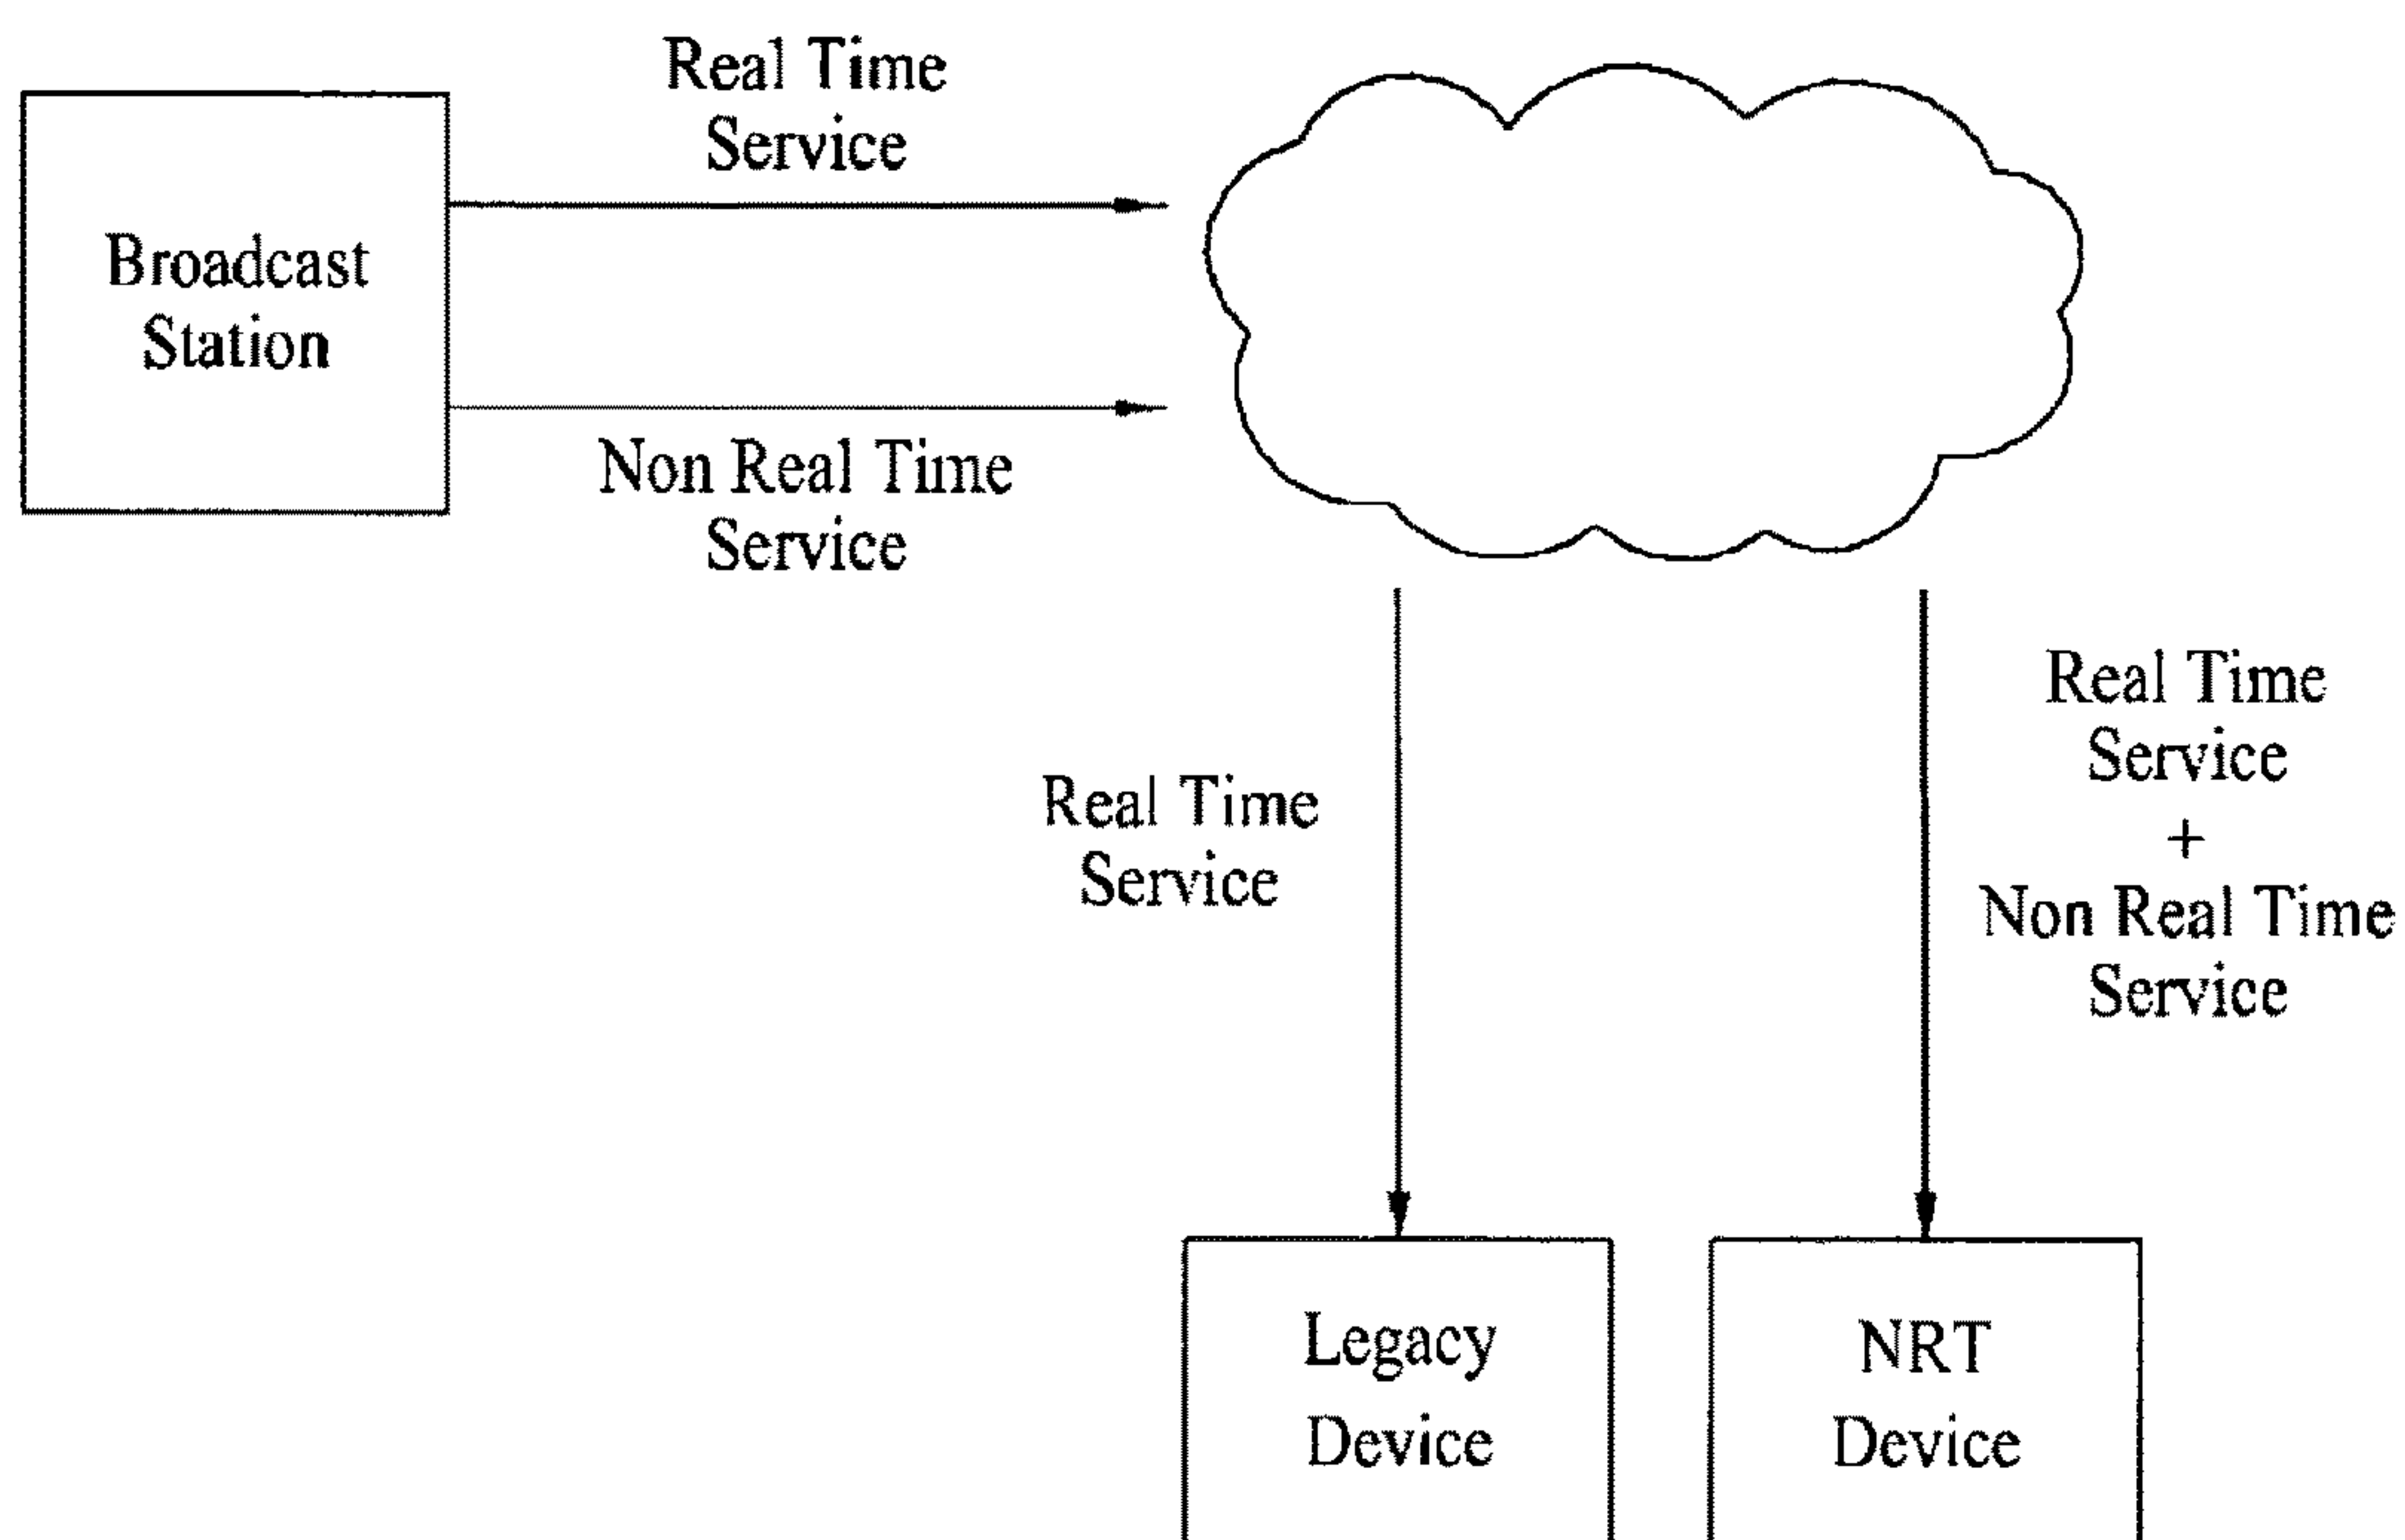 Real Time
Service
Broadcast
Station
Non Real Time
Service
Real Time
Service
Real Time
Service
+
Non Real Time
Service
Legacy
Device
NRT
Device